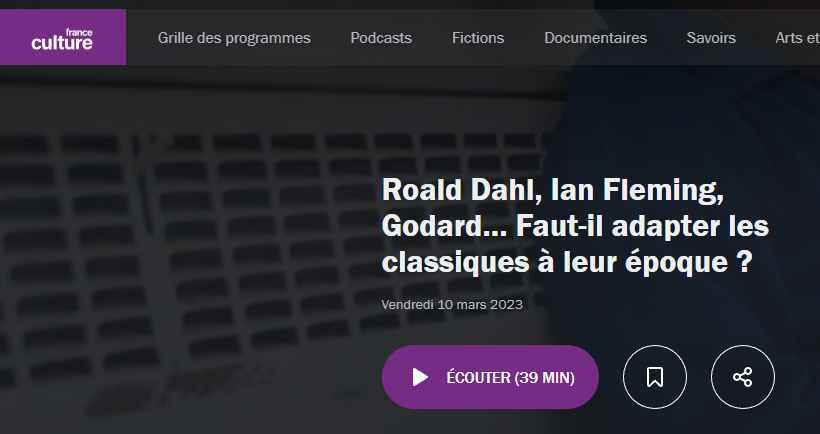 france
culture
Grille des programmes Podcasts Fictions Documentaires Savoirs Arts et
Roald Dahl, Ian Fleming,
Godard... Faut-il adapter les
classiques à leur époque ?
Vendredi 10 mars 2023
ÉCOUTER (39 MIN)